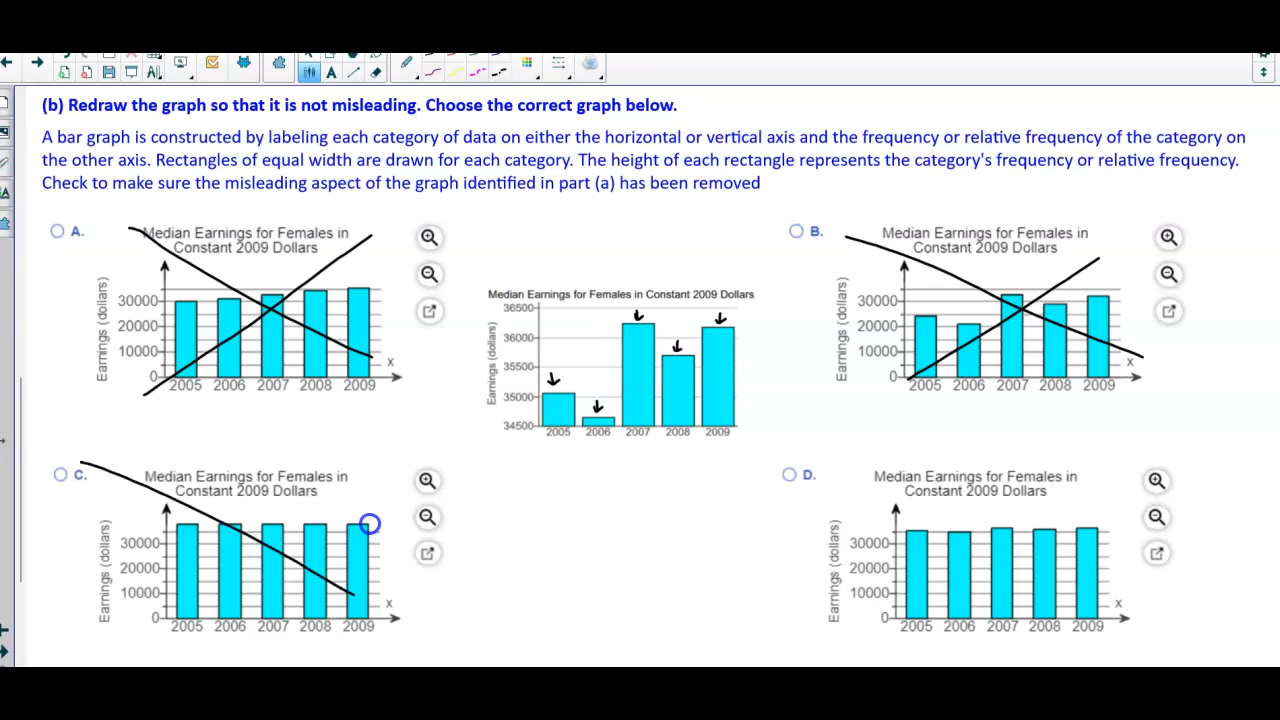 (b) Redraw the graph so that it is not misleading. Choose the correct graph below.
A bar graph is constructed by labeling each category of data on either the horizontal or vertical axis and the frequency or relative frequency of the category on
the other axis. Rectangles of equal width are drawn for each category. The height of each rectangle represents the category's frequency or relative frequency.
Check to make sure the misleading aspect of the graph identified in part (a) has been removed
A.
Median Earnings for Females in
Constant 2009 Dollars
Earnings (dollars)
30000
20000
10000
0
x
2005 2006 2007 2008 2009
Median Earnings for Females in Constant 2009 Dollars
Earnings (dollars)
36500
36000
35500
35000
34500
2005 2006 2007 2008 2009
B.
Median Earnings for Females in
Constant 2009 Dollars
Earnings (dollars)
30000
20000
10000
0
x
2005 2006 2007 2008 2009
C.
Median Earnings for Females in
Constant 2009 Dollars
Earnings (dollars)
30000
20000
10000
0
x
2005 2006 2007 2008 2009
D.
Median Earnings for Females in
Constant 2009 Dollars
Earnings (dollars)
30000
20000
10000
0
x
2005 2006 2007 2008 2009